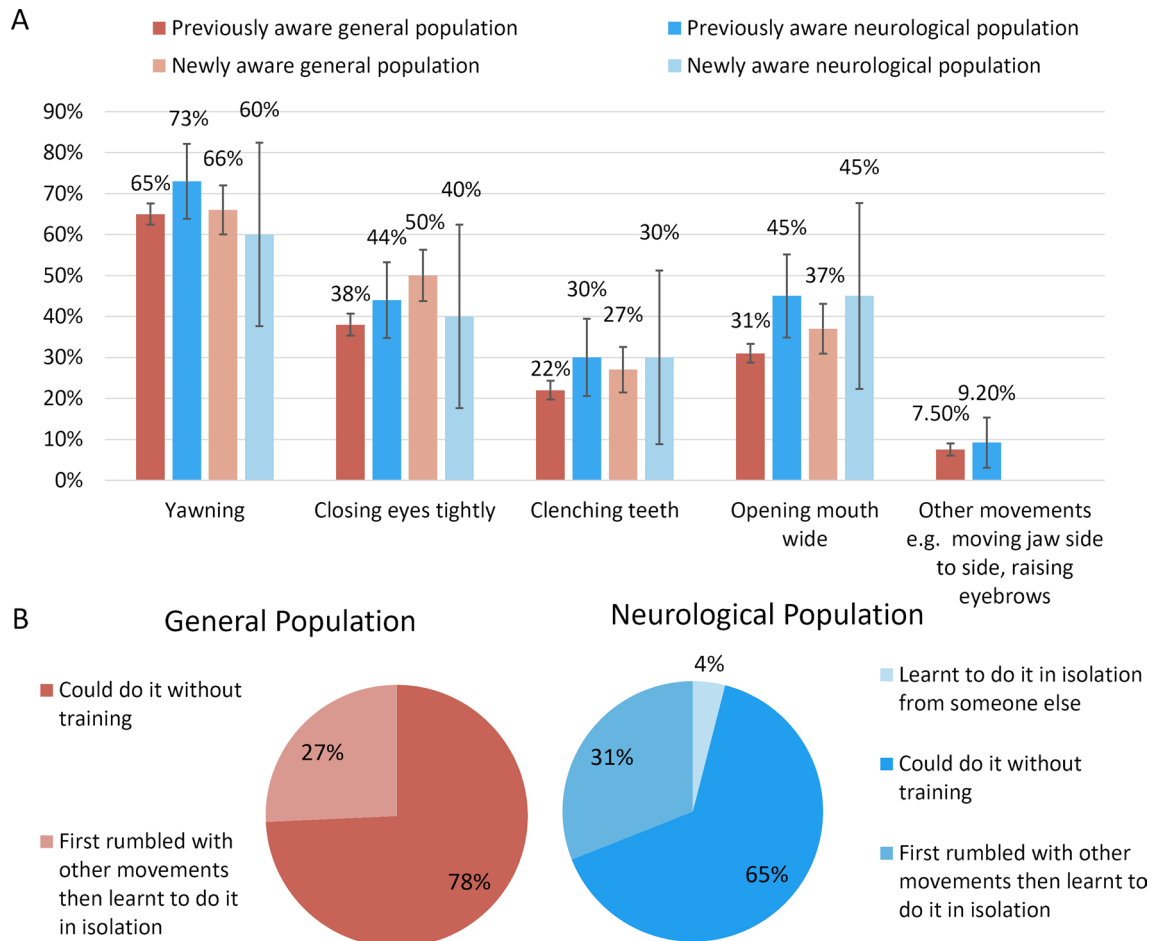 A
Previously aware general population
Previously aware neurological population
Newly aware general population
Newly aware neurological population
90%
80%
70%
60%
50%
40%
30%
20%
10%
0%
65%
73%
66%
60%
38%
44%
50%
40%
22%
30%
27%
30%
31%
45%
37%
45%
7.50%
9.20%
Yawning
Closing eyes tightly
Clenching teeth
Opening mouth
wide
Other movements
e.g. moving jaw side
to side, raising
eyebrows
B
General Population
Could do it without
training
First rumbled with
other movements
then learnt to do it
in isolation
27%
78%
Neurological Population
4%
31%
65%
Learnt to do it in isolation
from someone else
Could do it without
training
First rumbled with other
movements then learnt to
do it in isolation